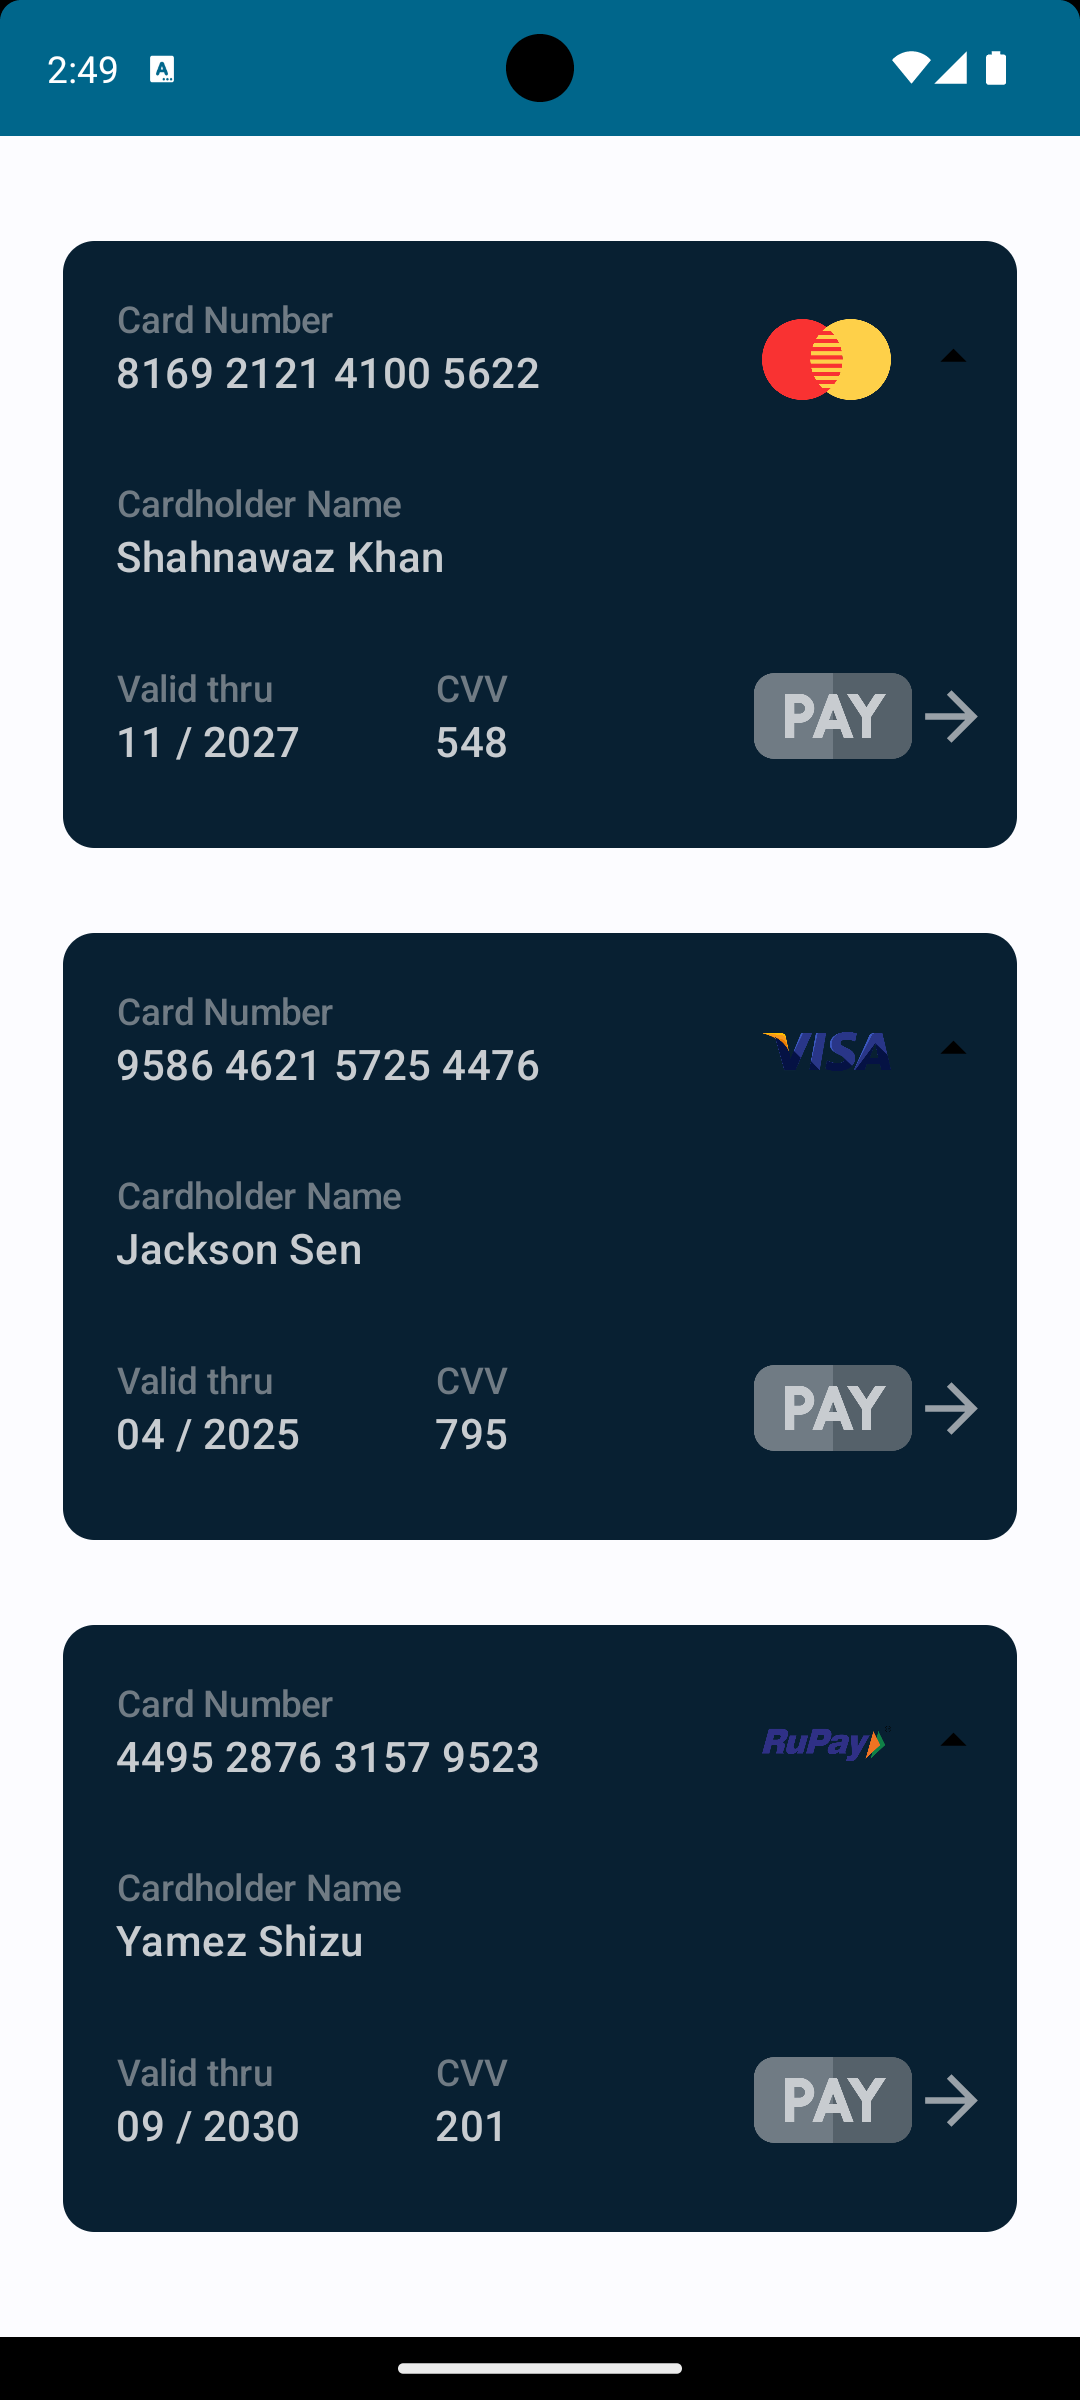 2:49
Card Number
8169 2121 4100 5622
Cardholder Name
Shahnawaz Khan
Valid thru CVV
11 / 2027 548
PAY
Card Number
9586 4621 5725 4476
VISA
Cardholder Name
Jackson Sen
Valid thru CVV
04 / 2025 795
PAY
Card Number
4495 2876 3157 9523
RuPay
Cardholder Name
Yamez Shizu
Valid thru CVV
09 / 2030 201
PAY